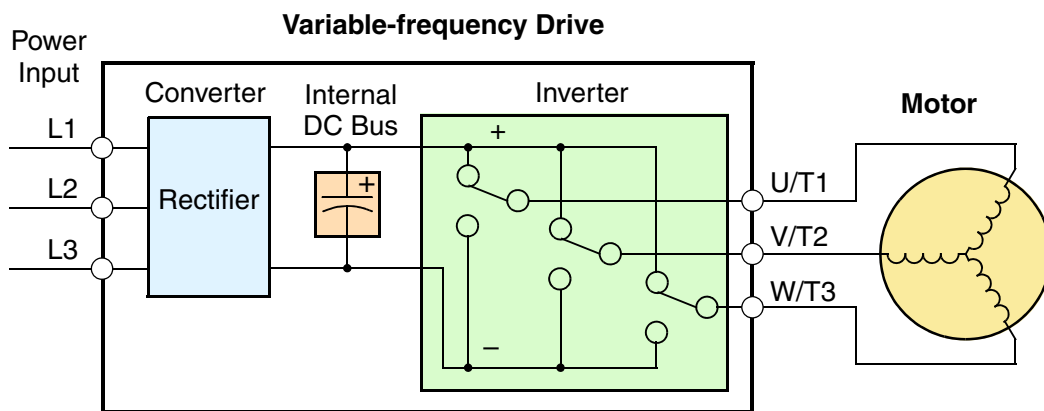 Variable-frequency Drive
Power
Input
Converter
Internal
DC Bus
Inverter
Motor
L1
L2
L3
Rectifier
+
+
–
U/T1
V/T2
W/T3